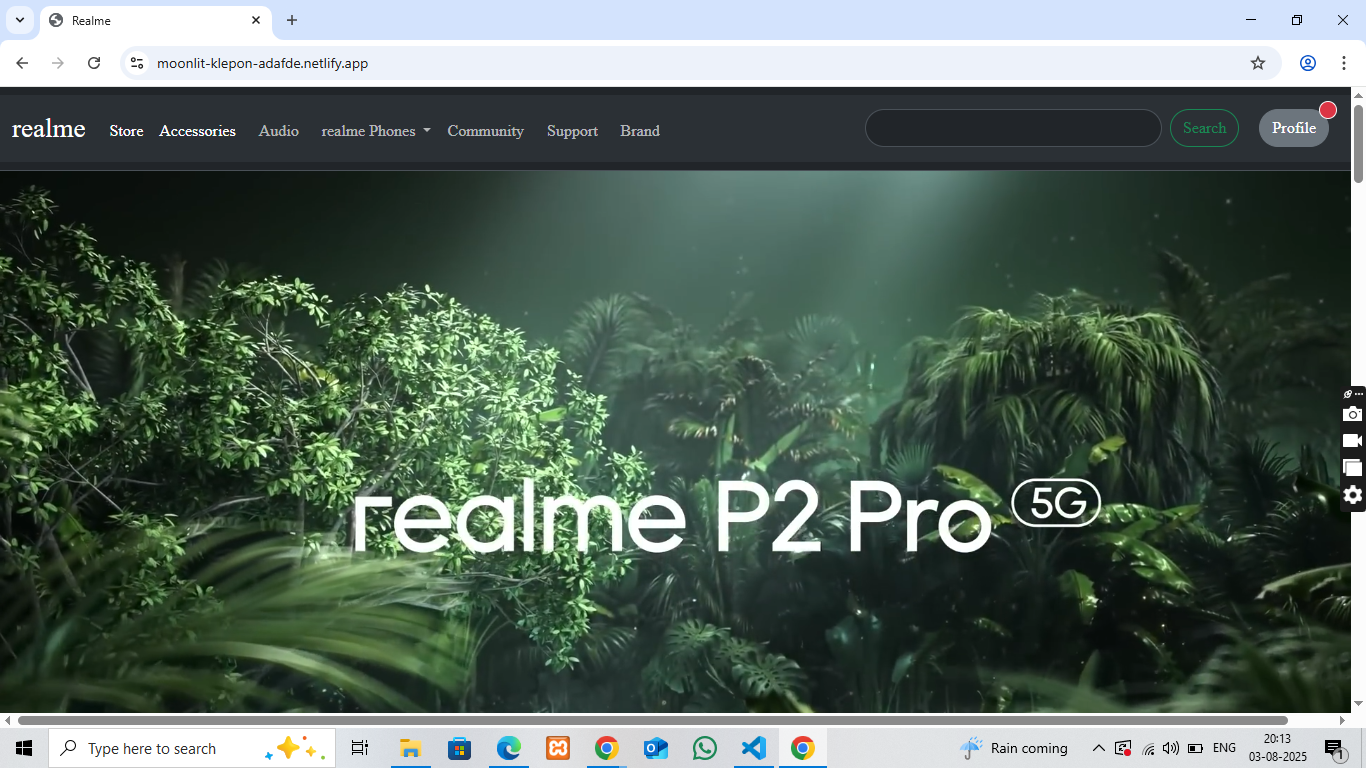 Realme
moonlit-klepon-adafde.netlify.app
realme Store Accessories Audio realme Phones Community Support Brand Search Profile
realme P2 Pro 5G
Type here to search
Rain coming
ENG
20:13
03-08-2025
1